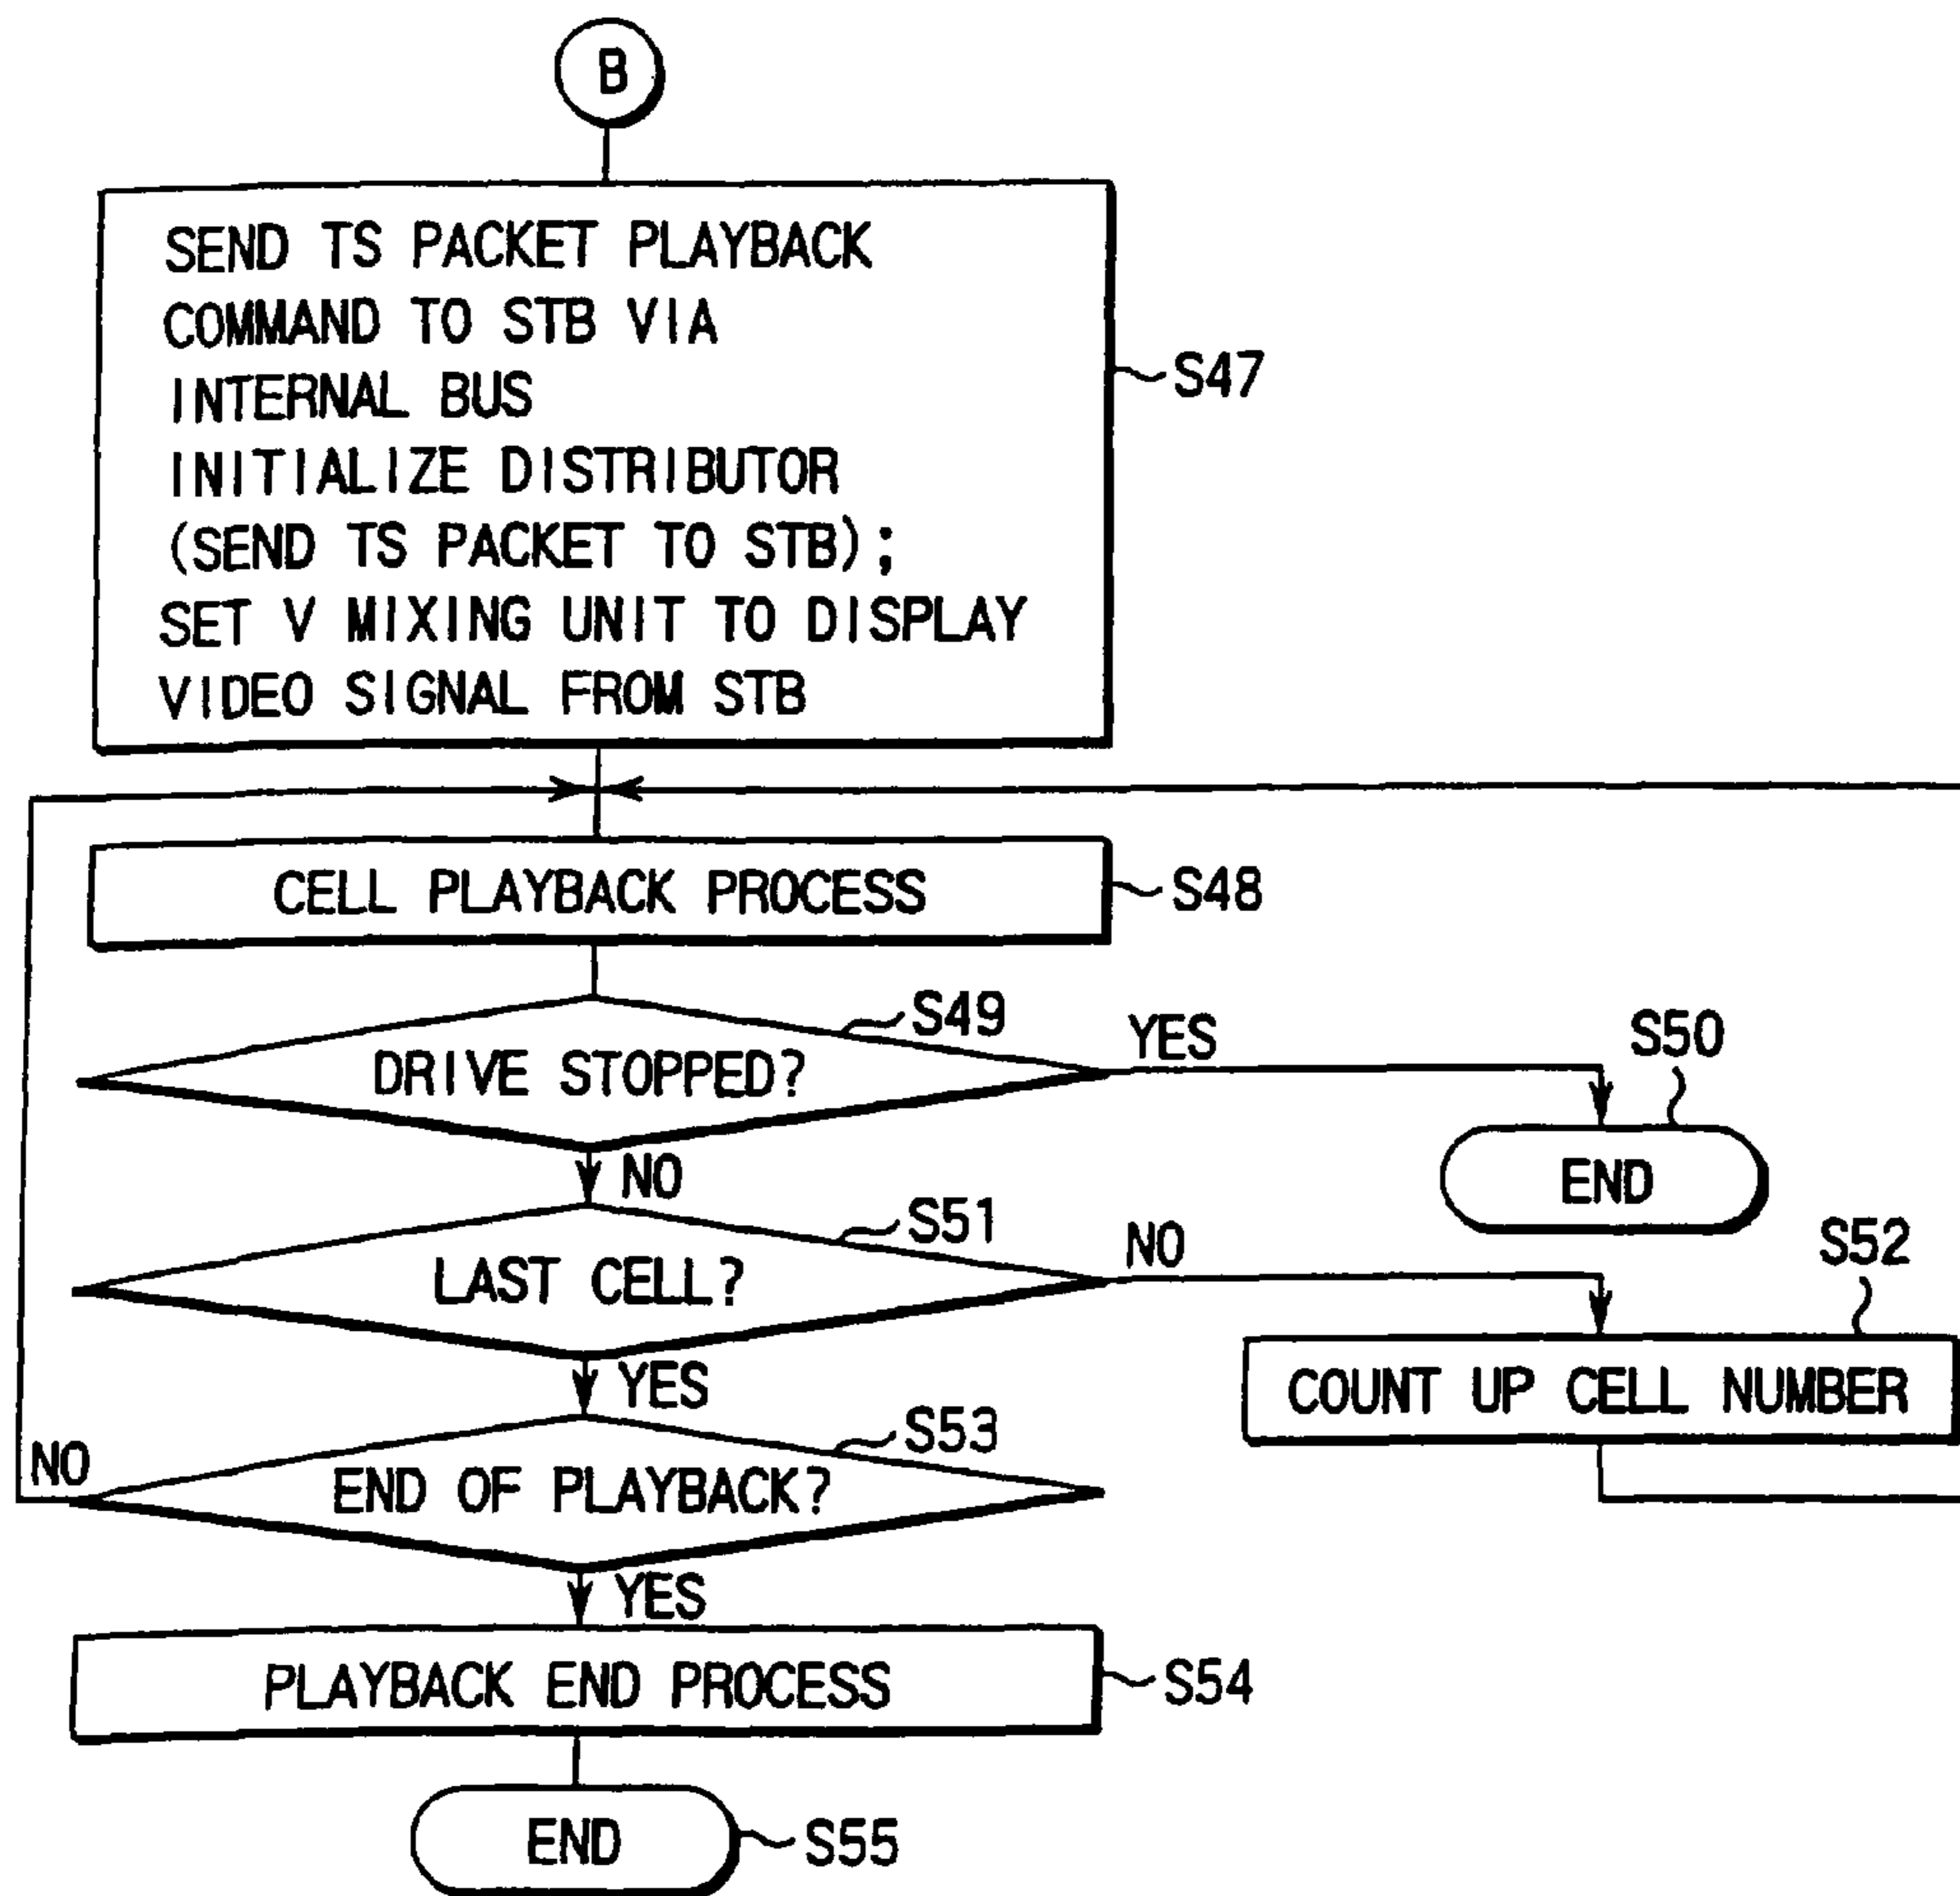 B
SEND TS PACKET PLAYBACK
COMMAND TO STB VIA
INTERNAL BUS
INITIALIZE DISTRIBUTOR
(SEND TS PACKET TO STB);
SET V MIXING UNIT TO DISPLAY
VIDEO SIGNAL FROM STB
S47
CELL PLAYBACK PROCESS
S48
S49
DRIVE STOPPED?
YES
S50
END
NO
S51
LAST CELL?
NO
S52
COUNT UP CELL NUMBER
YES
S53
END OF PLAYBACK?
NO
YES
PLAYBACK END PROCESS
S54
END
S55